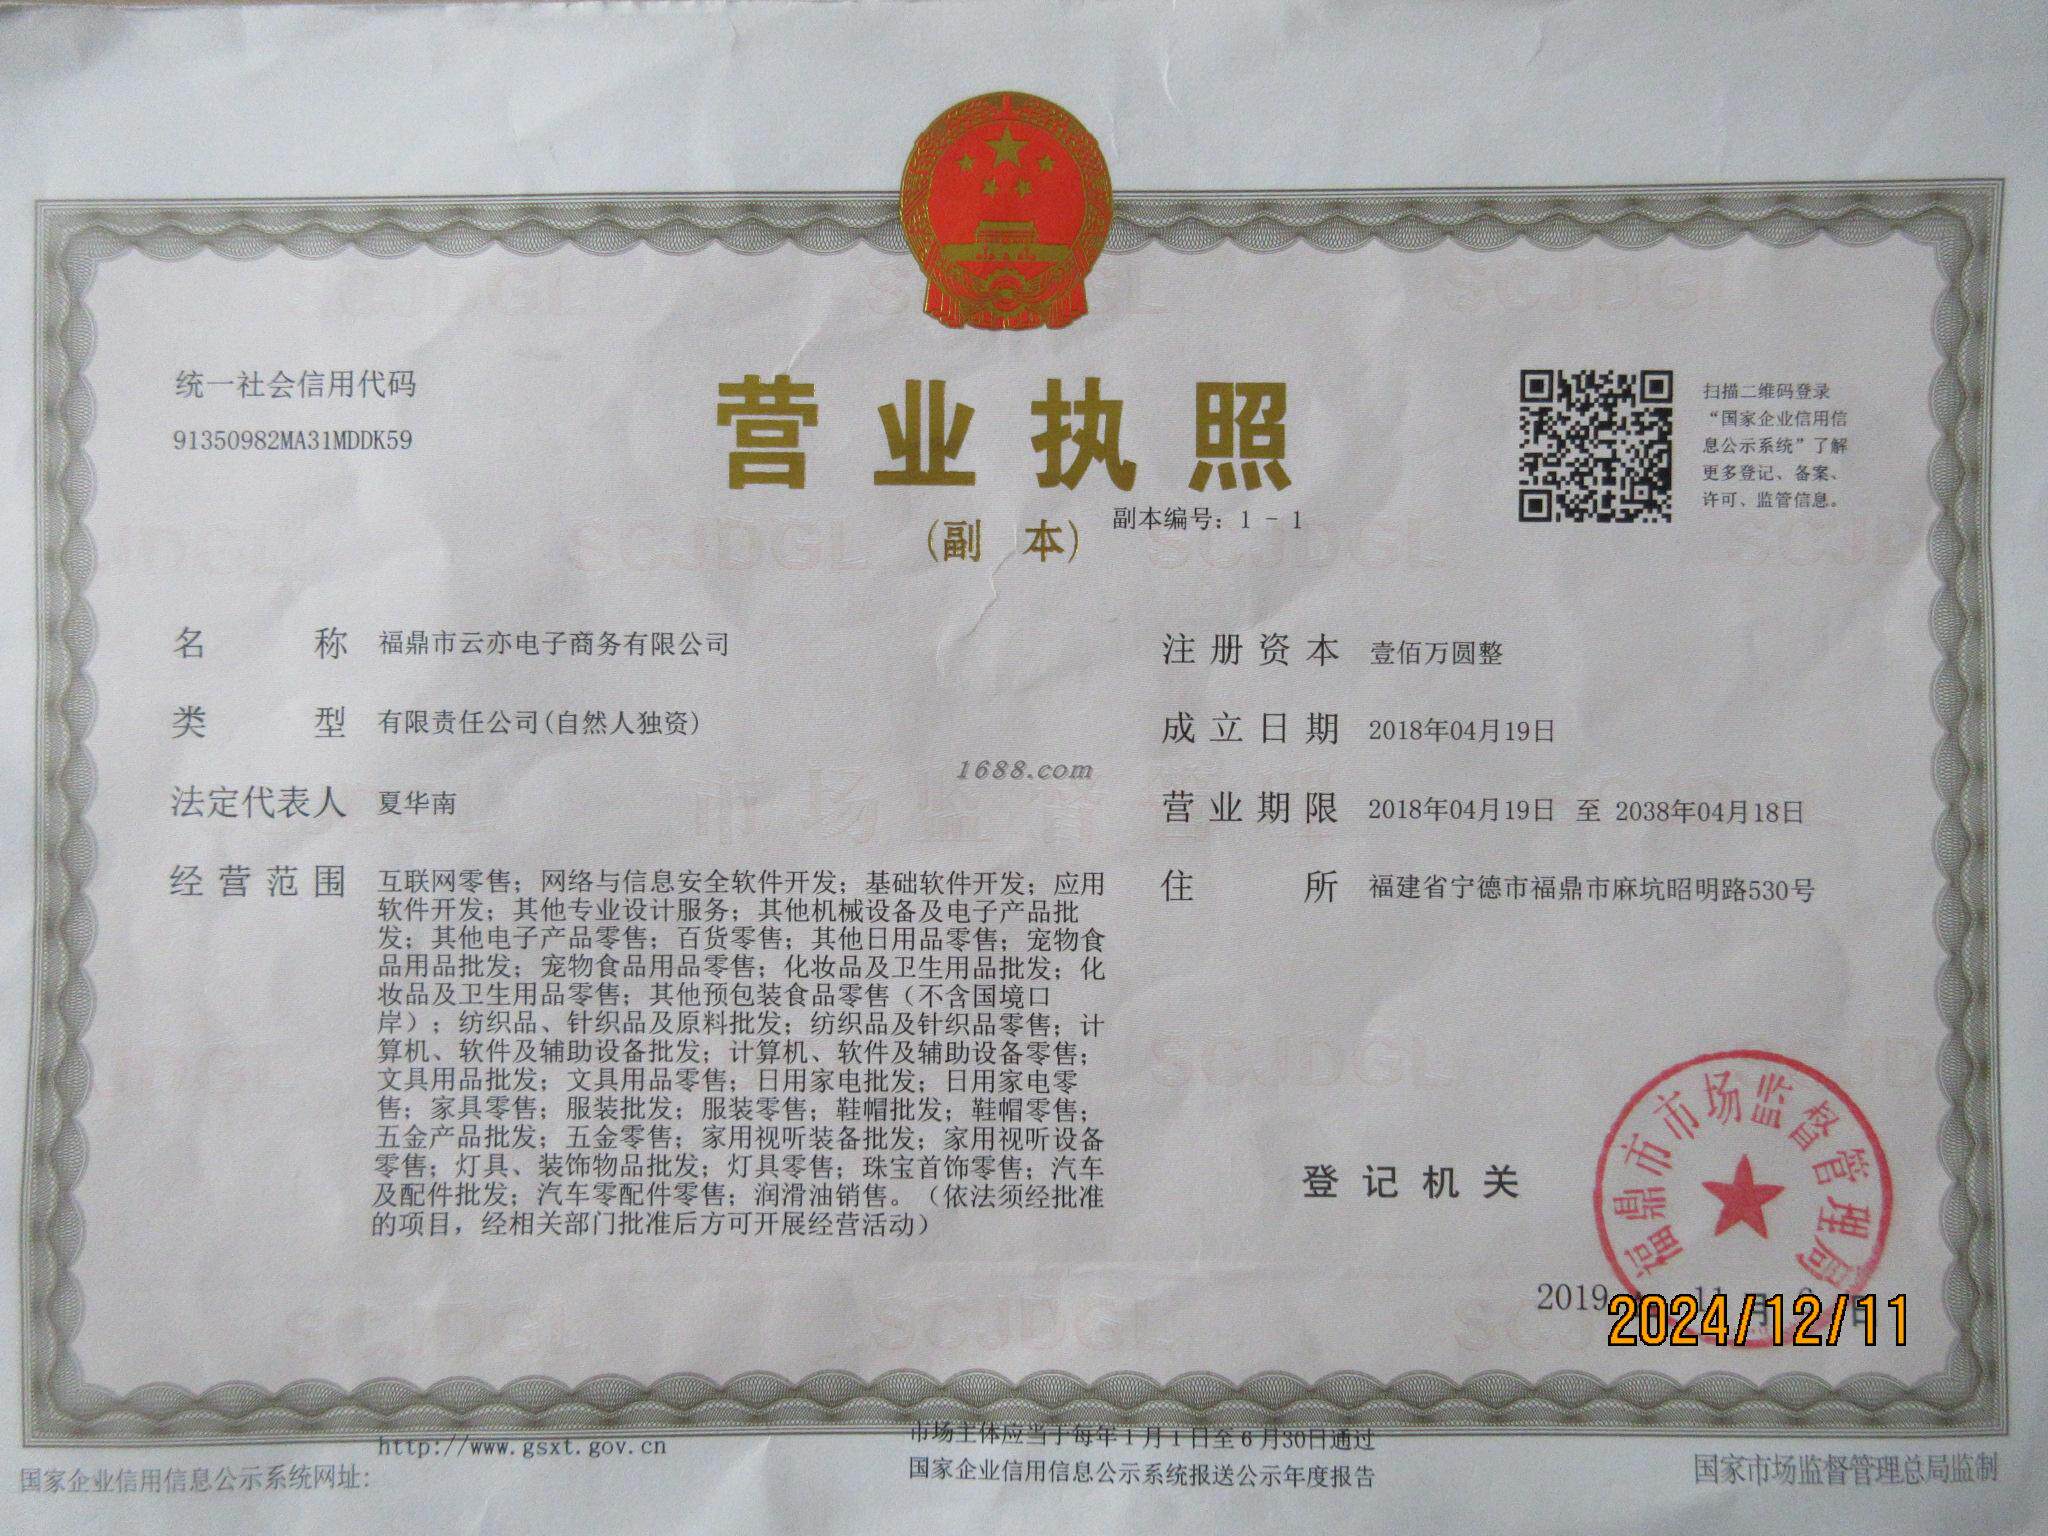 统一社会信用代码
91350982MA31MDDK59
营业执照
(副 本)
副本编号：1 - 1
扫描二维码登录
“国家企业信用信
息公示系统”了解
更多登记、备案、
许可、监管信息。
名称 福鼎市云亦电子商务有限公司
类型 有限责任公司(自然人独资)
法定代表人 夏华南
经营范围 互联网零售；网络与信息安全软件开发；基础软件开发；应用
软件开发；其他专业设计服务；其他机械设备及电子产品批
发；其他电子产品零售；百货零售；其他日用品零售；宠物食
品用品批发；宠物食品用品零售；化妆品及卫生用品批发；化
妆品及卫生用品零售；其他预包装食品零售（不含国境口
岸）；纺织品、针织品及原料批发；纺织品及针织品零售；计
算机、软件及辅助设备批发；计算机、软件及辅助设备零售；
文具用品批发；文具用品零售；日用家电批发；日用家电零
售；家具零售；服装批发；服装零售；鞋帽批发；鞋帽零售；
五金产品批发；五金零售；家用视听装备批发；家用视听设备
零售；灯具、装饰物品批发；灯具零售；珠宝首饰零售；汽车
及配件批发；汽车零配件零售；润滑油销售。（依法须经批准
的项目，经相关部门批准后方可开展经营活动）
注册资本 壹佰万圆整
成立日期 2018年04月19日
营业期限 2018年04月19日 至 2038年04月18日
住所 福建省宁德市福鼎市麻坑昭明路530号
1688.com
市场监督管理
SCJDGL
登记机关
福鼎市市场监督管理局
2019 11月 日
2024/12/11
国家企业信用信息公示系统网址：
http://www.gsxt.gov.cn
市场主体应当于每年1月1日至6月30日通过
国家企业信用信息公示系统报送公示年度报告
国家市场监督管理总局监制